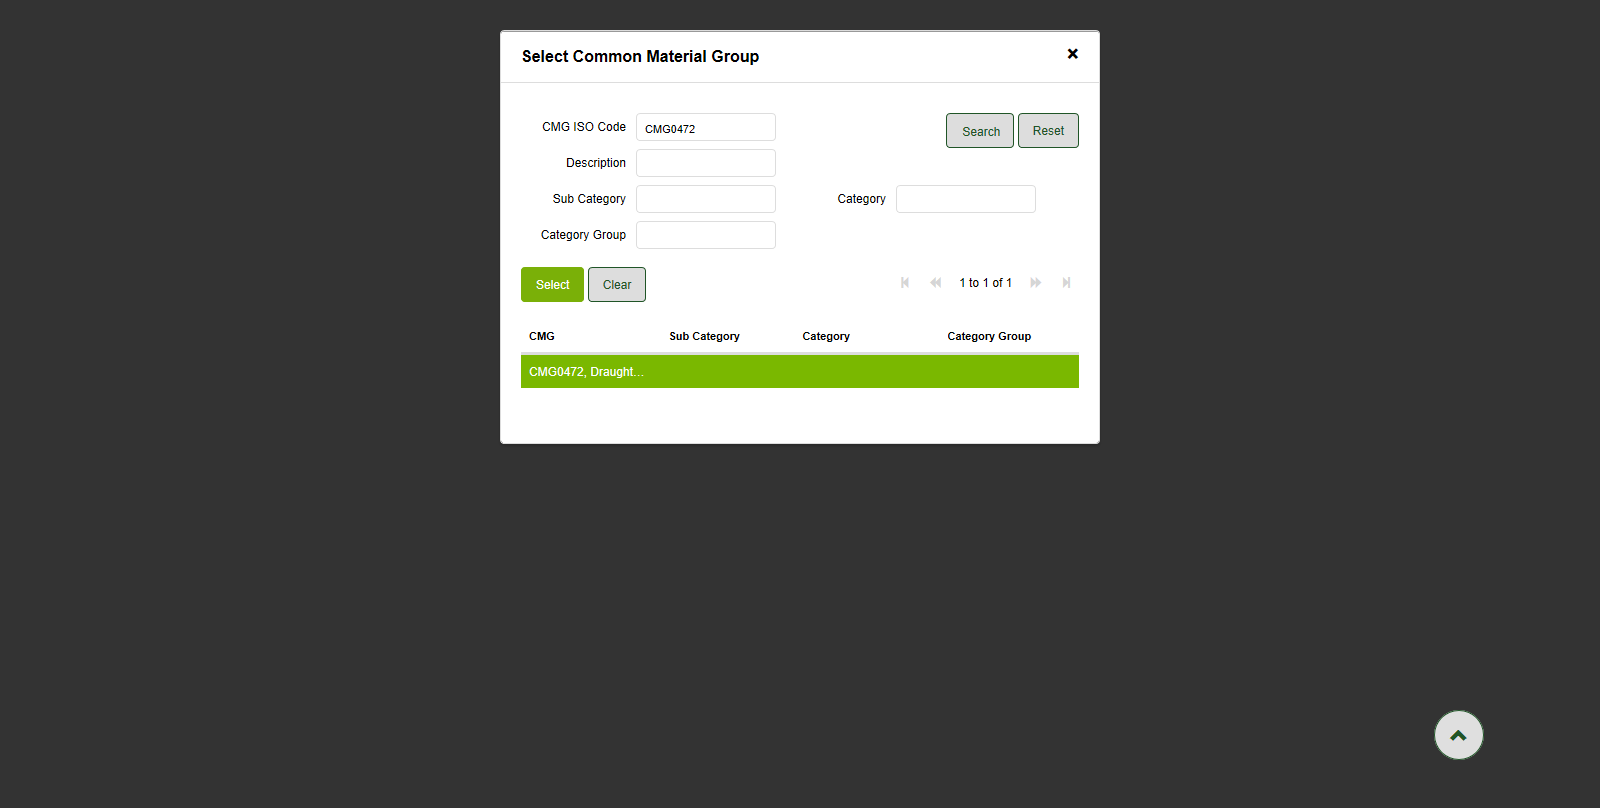 Select Common Material Group
CMG ISO Code CMG0472 Search Reset
Description
Sub Category Category
Category Group
Select Clear 1 to 1 of 1
CMG Sub Category Category Category Group
CMG0472, Draught...